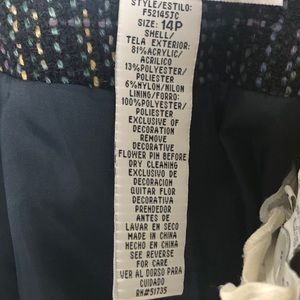 STYLE/ESTILO:
F52145JC
SIZE: 14P
SHELL/
TELA EXTERIOR:
81%ACRYLIC/
ACRILICO
13%POLYESTER/
POLIESTER
6%NYLON/NILON
LINING/FORRO:
100%POLYESTER/
POLIESTER
EXCLUSIVE OF
DECORATION
REMOVE
DECORATIVE
FLOWER PIN BEFORE
DRY CLEANING
EXCLUSIVO DE
DECORACION
QUITAR FLOR
DECORATIVA
PRENDEDOR
ANTES DE
LAVAR EN SECO
MADE IN CHINA
HECHO EN CHINA
SEE REVERSE
FOR CARE
VER AL DORSO PARA
CUIDADO
RN#51735